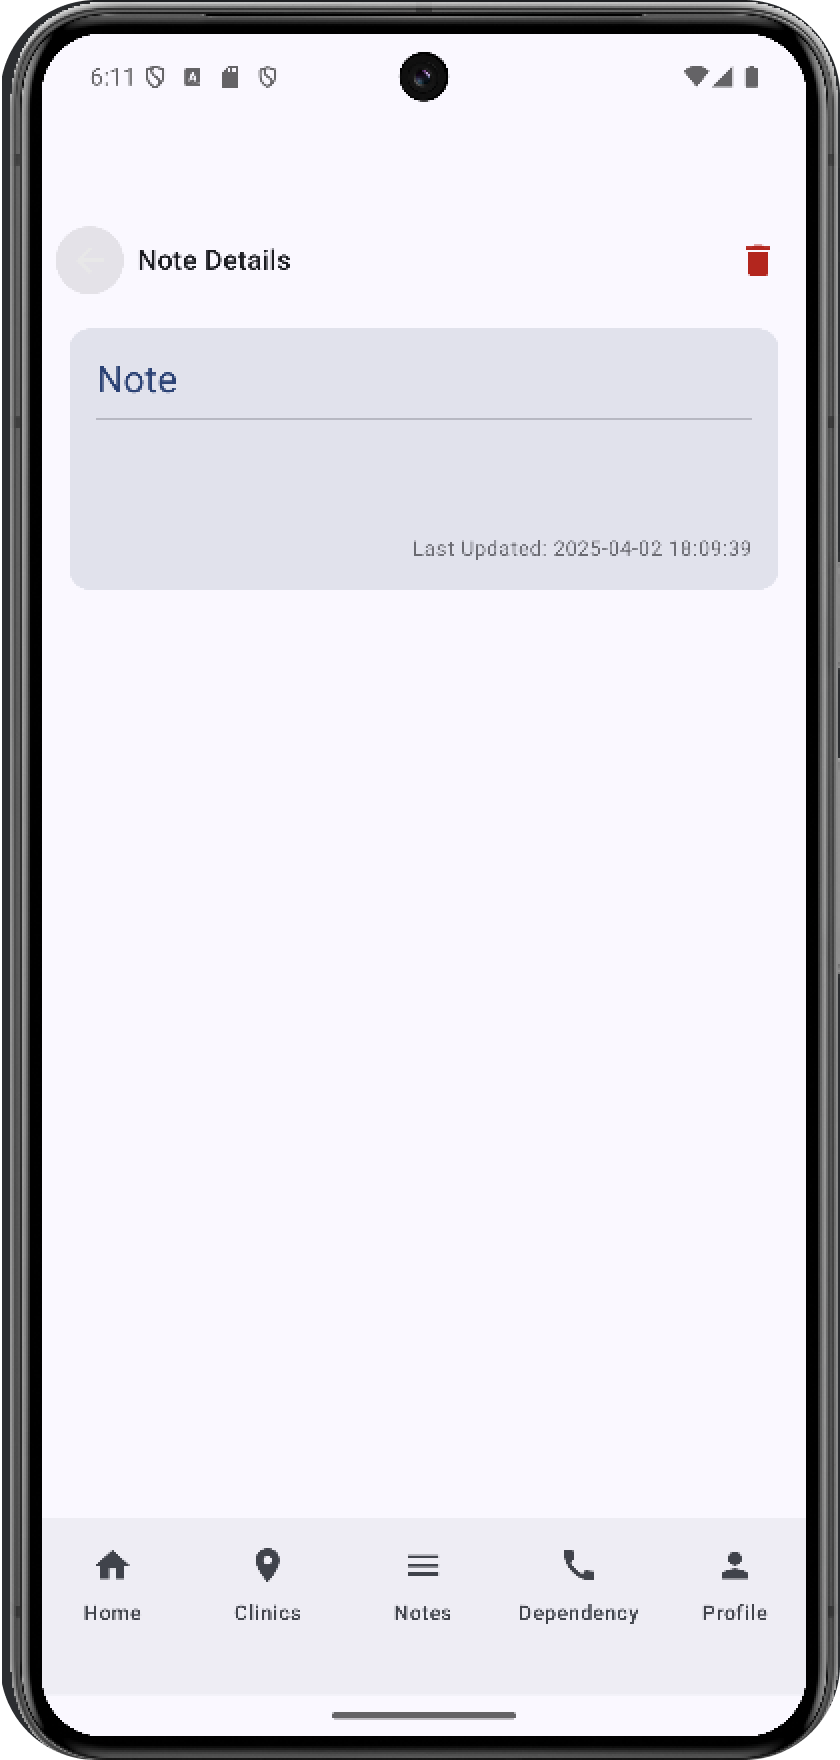 6:11
Note Details
Note
Last Updated: 2025-04-02 18:09:39
Home Clinics Notes Dependency Profile